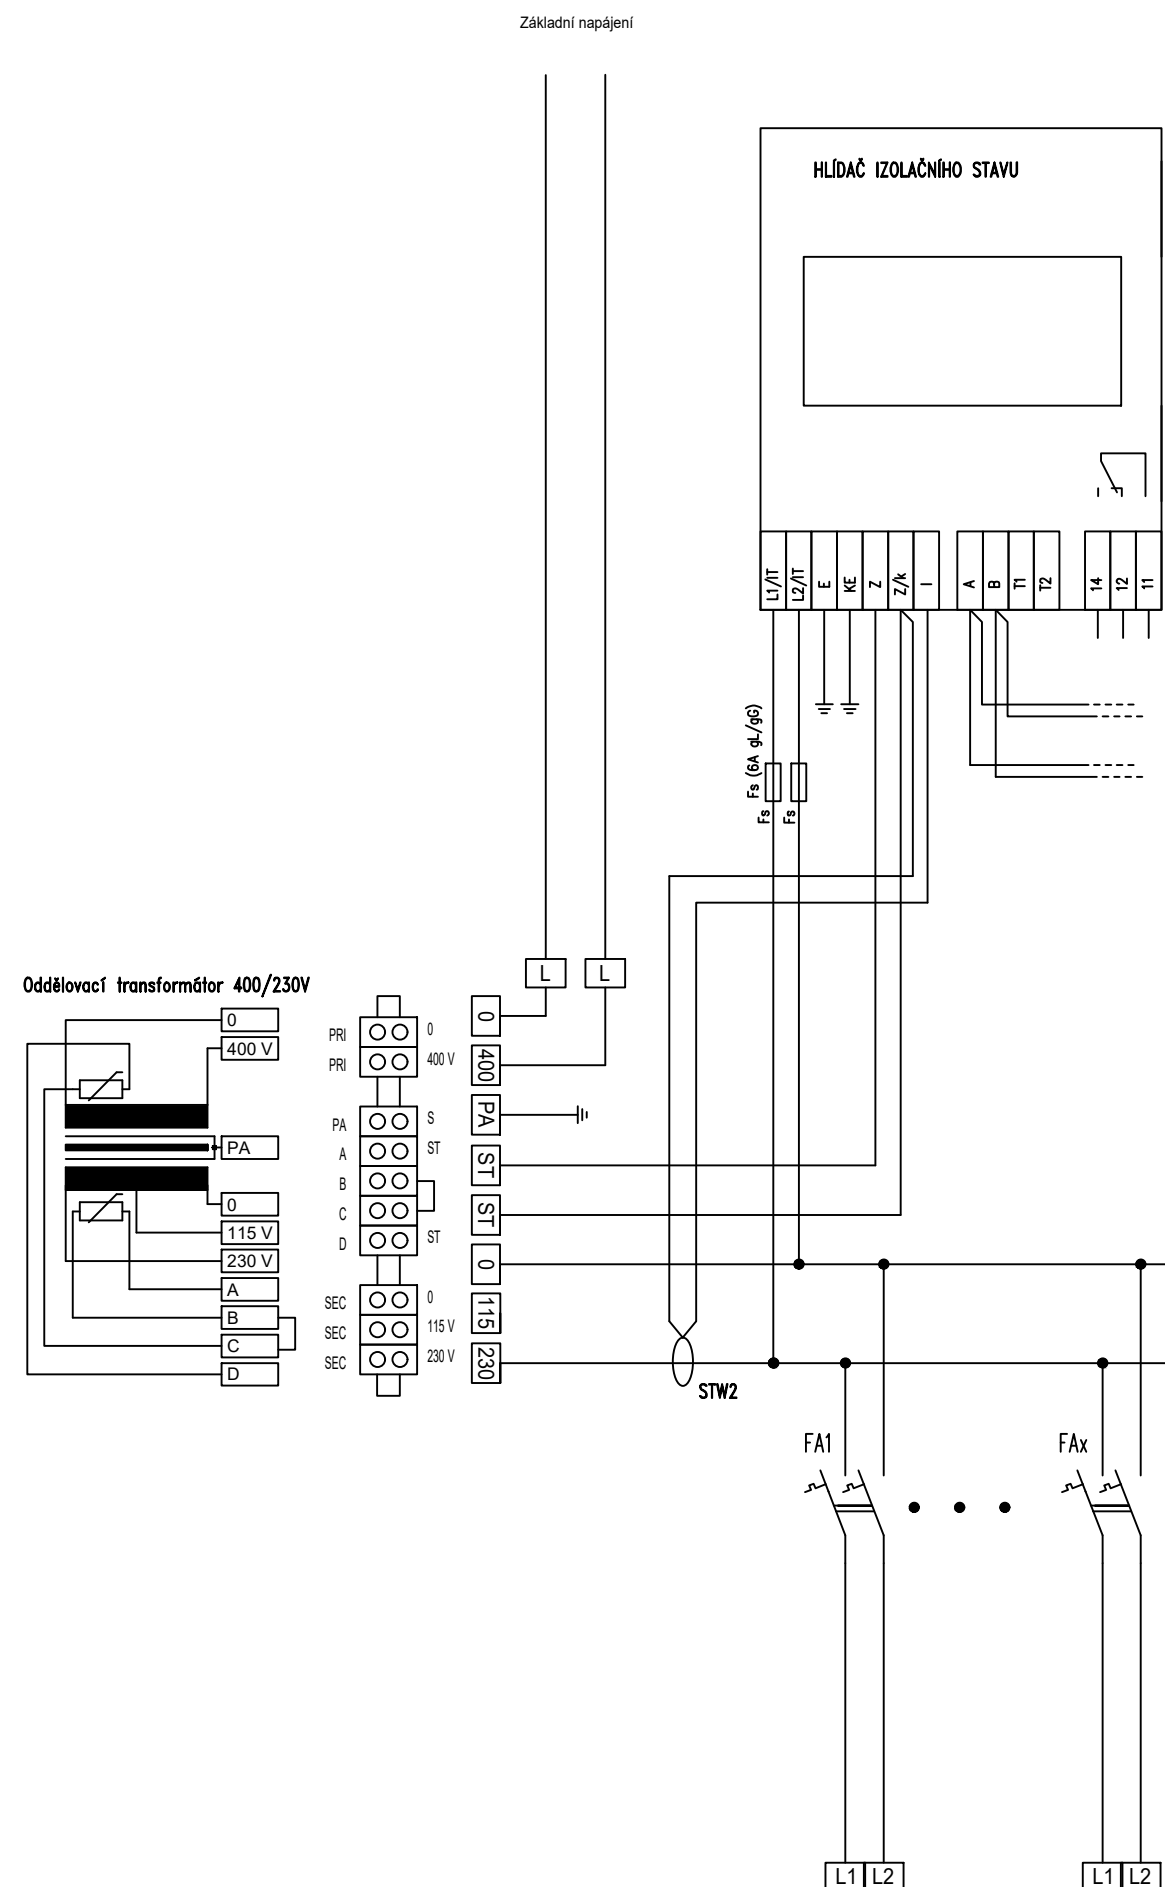 Základní napájení
HLÍDAČ IZOLAČNÍHO STAVU
L1/IT L2/IT E KE Z Z/k I A B T1 T2 14 12 11
Fs (6A gL/gG)
Fs Fs
L L
Oddělovací transformátor 400/230V
0
400 V
PA
0
115 V
230 V
A
B
C
D
PRI 0
PRI 400 V
PA S
A ST
B
C
D ST
SEC 0
SEC 115 V
SEC 230 V
0
400
PA
ST
ST
0
115
230
STW2
FA1 FAx
L1 L2 L1 L2